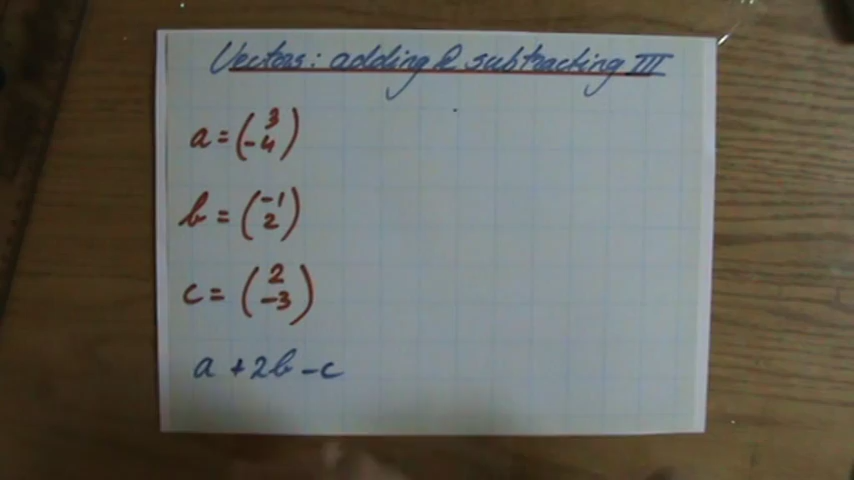 Vectors: adding & subtracting III
a = (3
-4)
b = (-1
2)
c = (2
-3)
a + 2b - c